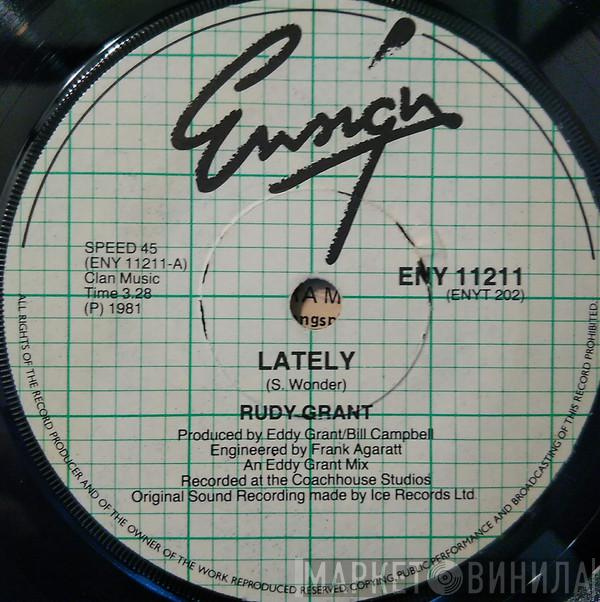 Ensign
SPEED 45
(ENY 11211-A)
Clan Music
Time 3.28
(P) 1981
ENY 11211
(ENYT 202)
A M
ngsp
LATELY
(S. Wonder)
RUDY GRANT
Produced by Eddy Grant/Bill Campbell
Engineered by Frank Agaratt
An Eddy Grant Mix
Recorded at the Coachhouse Studios
Original Sound Recording made by Ice Records Ltd.
ALL RIGHTS OF THE RECORD PRODUCER AND OF THE OWNER OF THE WORK REPRODUCED RESERVED. COPYING, PUBLIC PERFORMANCE AND BROADCASTING OF THIS RECORD PROHIBITED.
МАРКЕТ ВИНИЛА